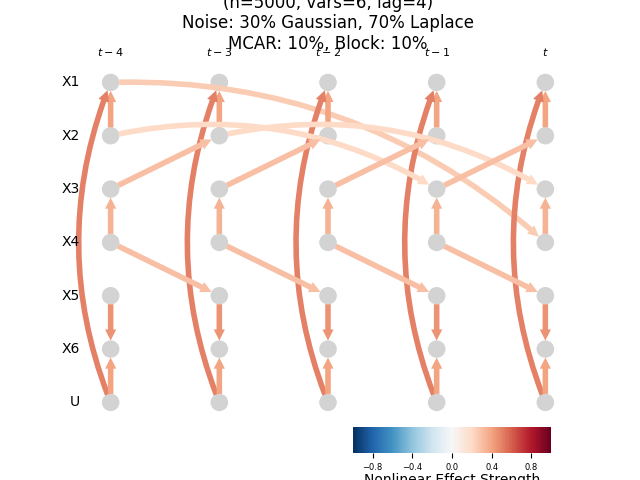 (n=5000, vars=6, lag=4)
Noise: 30% Gaussian, 70% Laplace
MCAR: 10%, Block: 10%
t − 4 t − 3 t − 2 t − 1 t
X1
X2
X3
X4
X5
X6
U
−0.8 −0.4 0.0 0.4 0.8
Nonlinear Effect Strength